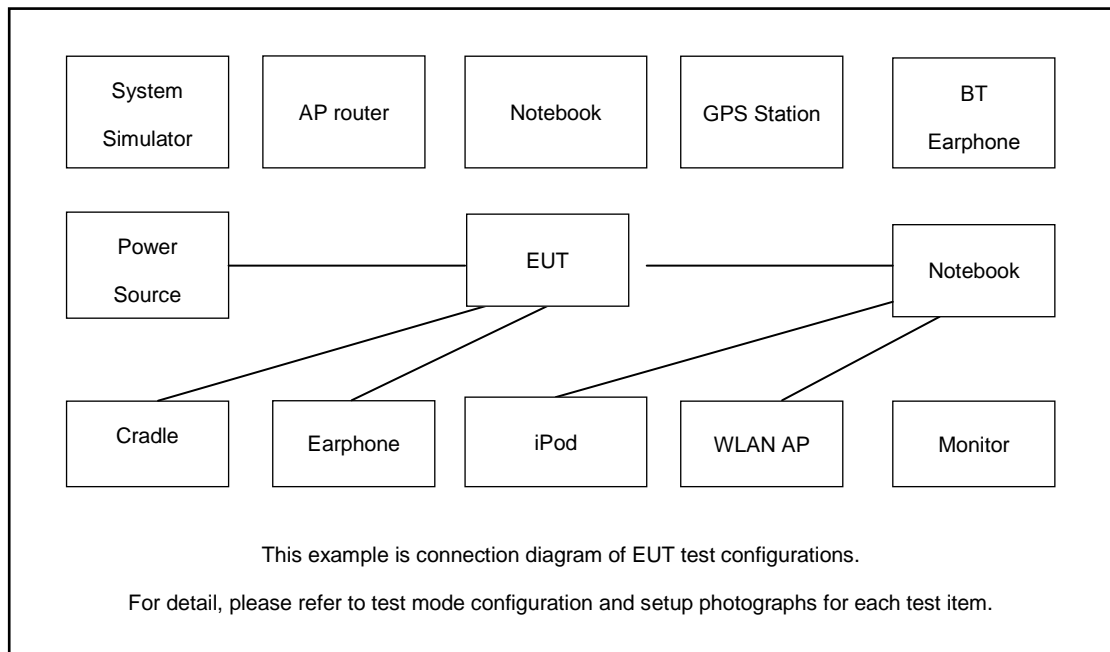 System
Simulator
AP router
Notebook
GPS Station
BT
Earphone
Power
Source
EUT
Notebook
Cradle
Earphone
iPod
WLAN AP
Monitor
This example is connection diagram of EUT test configurations.
For detail, please refer to test mode configuration and setup photographs for each test item.